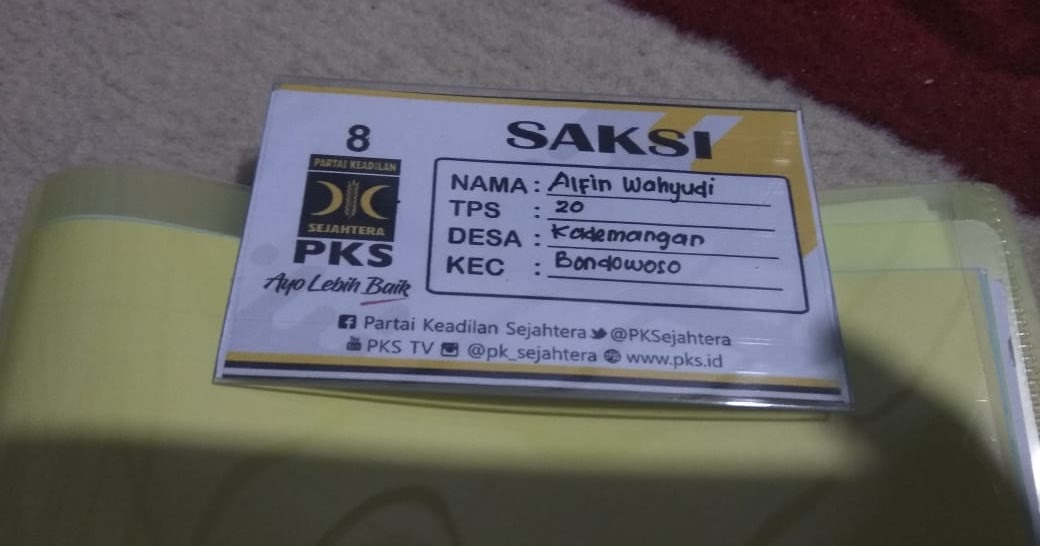 8
SAKSI
PARTAI KEADILAN
SEJAHTERA
PKS
Ayo Lebih Baik
NAMA : Alfin Wahyudi
TPS : 20
DESA : Kademangan
KEC : Bondowoso
Partai Keadilan Sejahtera @PKSejahtera
PKS TV @pk_sejahtera www.pks.id